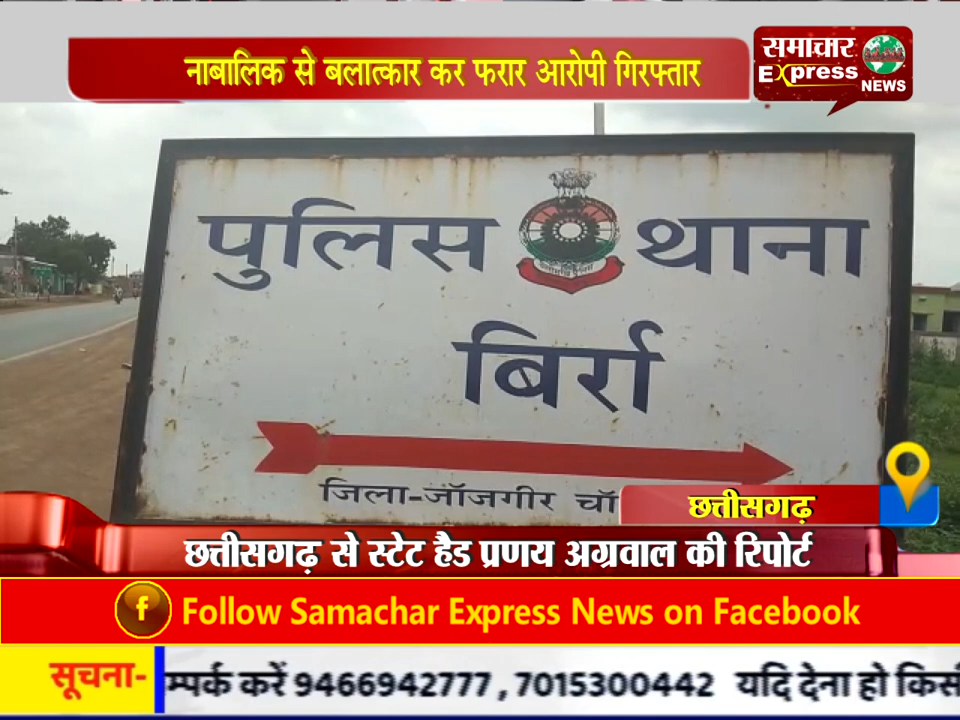 नाबालिक से बलात्कार कर फरार आरोपी गिरफ्तार
समाचार
Express
NEWS
पुलिस थाना
बिर्रा
जिला-जॉजगीर
छत्तीसगढ़
छत्तीसगढ़ से स्टेट हैड प्रणय अग्रवाल की रिपोर्ट
f Follow Samachar Express News on Facebook
सूचना- म्पर्क करें 9466942777 , 7015300442 यदि देना हो